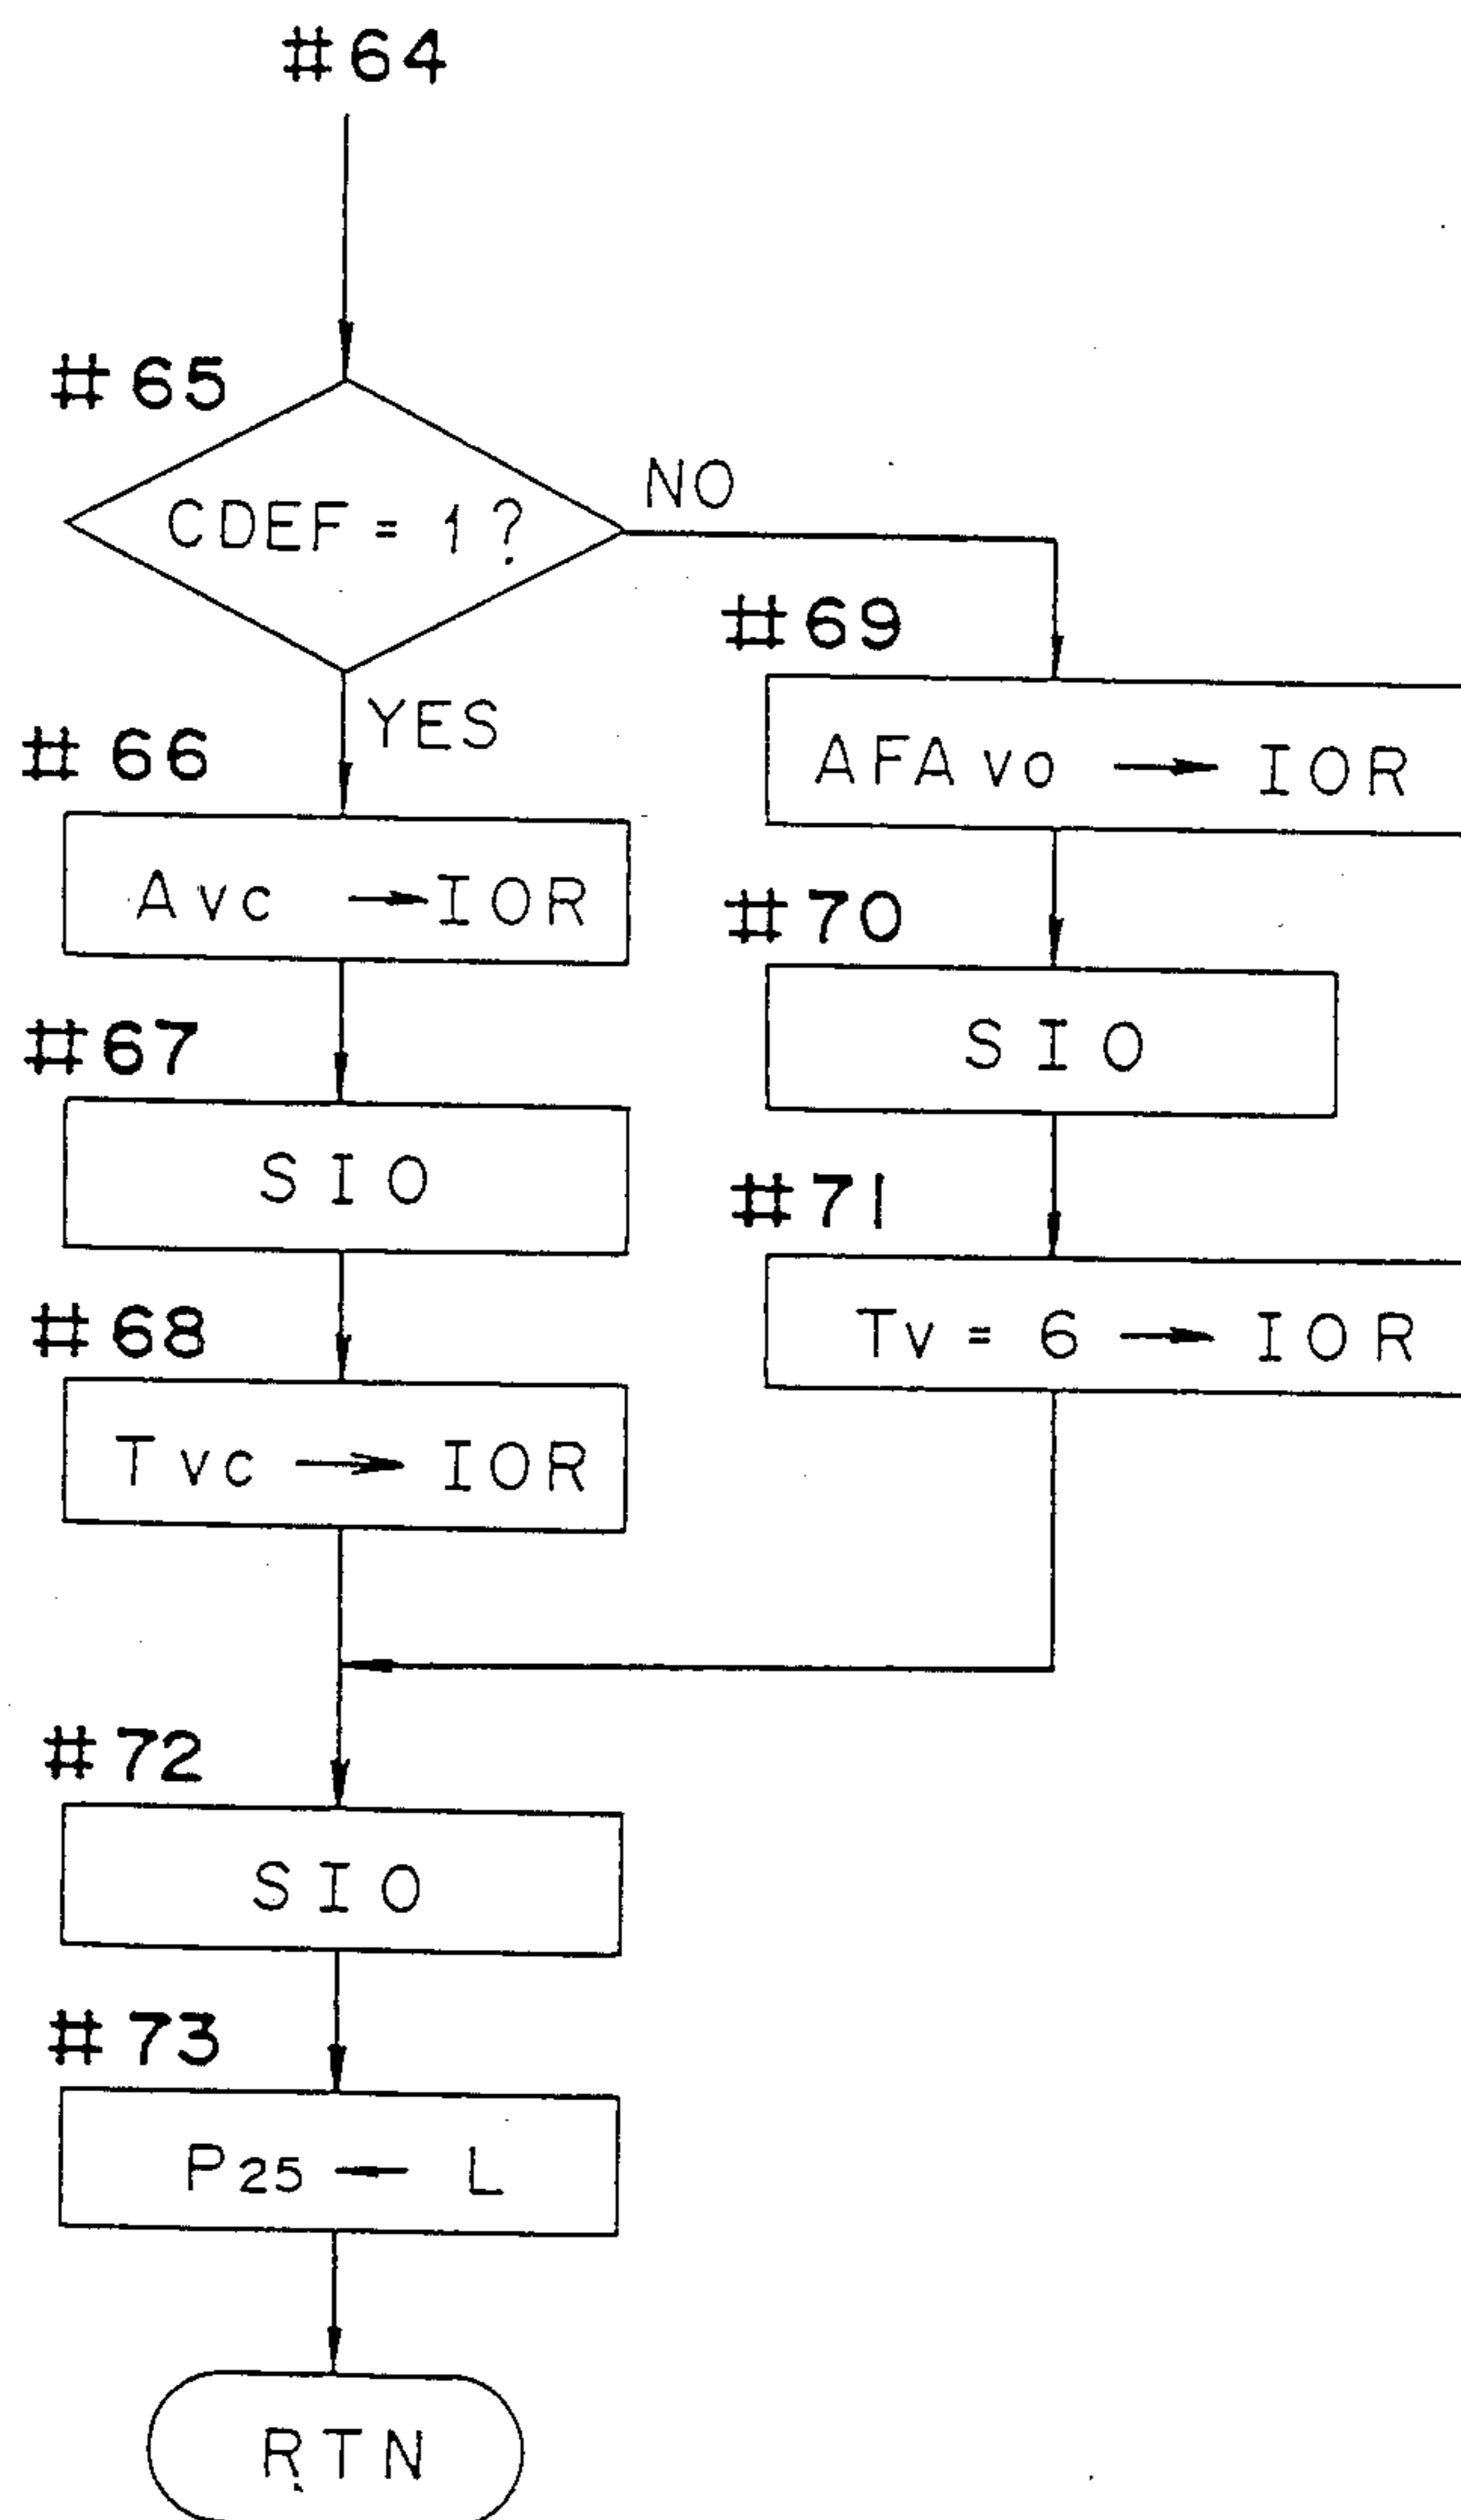 #64
#65
CDEF = 1 ?
NO
YES
#66
Avc → IOR
#67
SIO
#68
Tvc → IOR
#69
AFAvo → IOR
#70
SIO
#71
Tv = 6 → IOR
#72
SIO
#73
P25 ← L
RTN